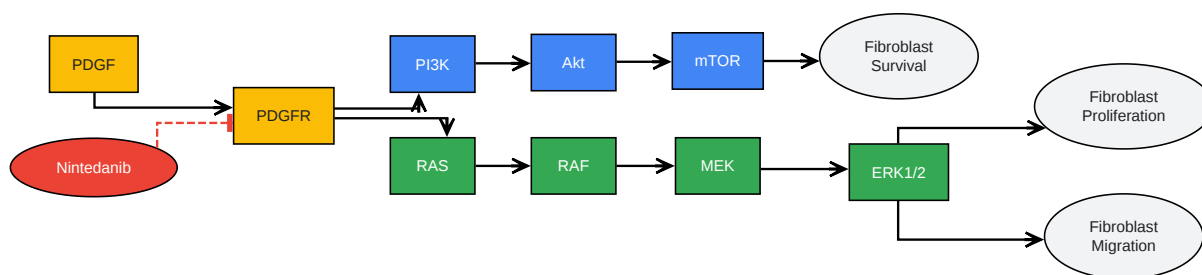 PDGF
PDGFR
Nintedanib
PI3K
Akt
mTOR
Fibroblast
Survival
RAS
RAF
MEK
ERK1/2
Fibroblast
Proliferation
Fibroblast
Migration